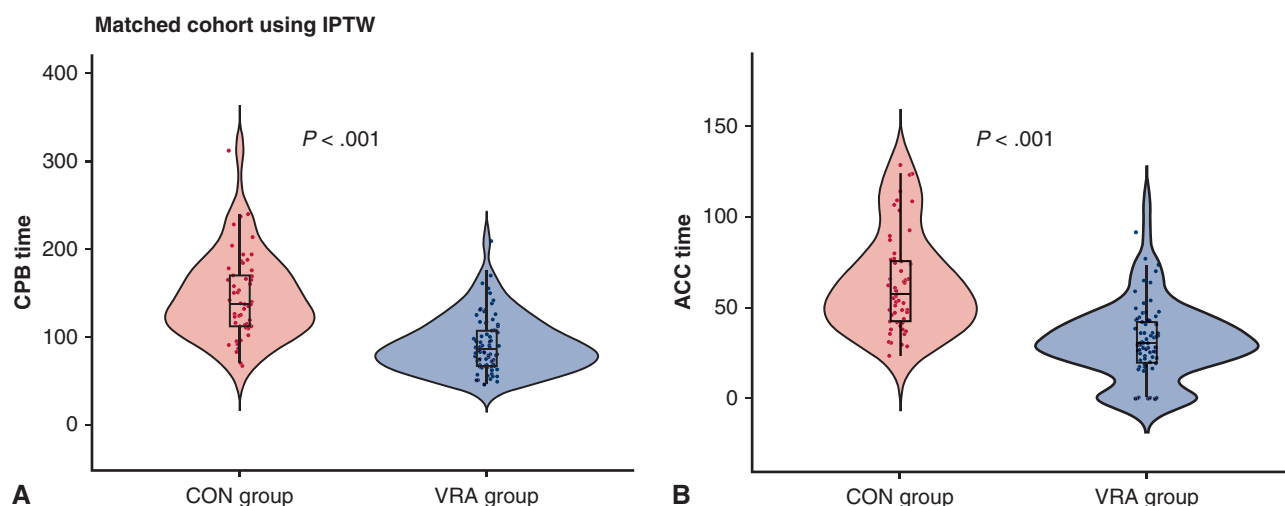 Matched cohort using IPTW
CPB time
400
300
200
100
0
P < .001
CON group
VRA group
A
ACC time
150
100
50
0
P < .001
CON group
VRA group
B